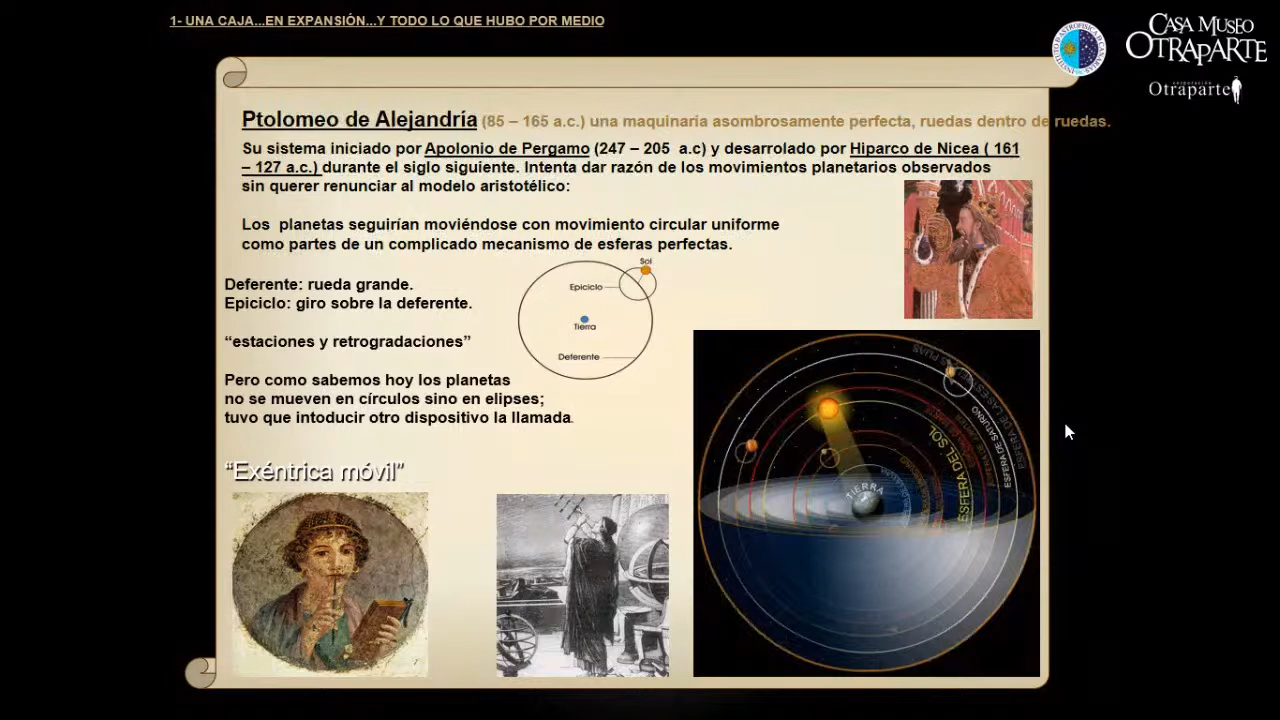 1- UNA CAJA...EN EXPANSIÓN...Y TODO LO QUE HUBO POR MEDIO
CASA MUSEO
OTRAPARTE
corporación
Otraparte
Ptolomeo de Alejandría (85 – 165 a.c.) una maquinaria asombrosamente perfecta, ruedas dentro de ruedas.
Su sistema iniciado por Apolonio de Pergamo (247 – 205 a.c) y desarrolado por Hiparco de Nicea ( 161
– 127 a.c.) durante el siglo siguiente. Intenta dar razón de los movimientos planetarios observados
sin querer renunciar al modelo aristotélico:
Los planetas seguirían moviéndose con movimiento circular uniforme
como partes de un complicado mecanismo de esferas perfectas.
Deferente: rueda grande.
Epiciclo: giro sobre la deferente.
“estaciones y retrogradaciones”
Pero como sabemos hoy los planetas
no se mueven en círculos sino en elipses;
tuvo que intoducir otro dispositivo la llamada.
“Exéntrica móvil”
Sol
Epiciclo
Tierra
Deferente
TIERRA
ESFERA DEL SOL
ESFERA DE SATURNO